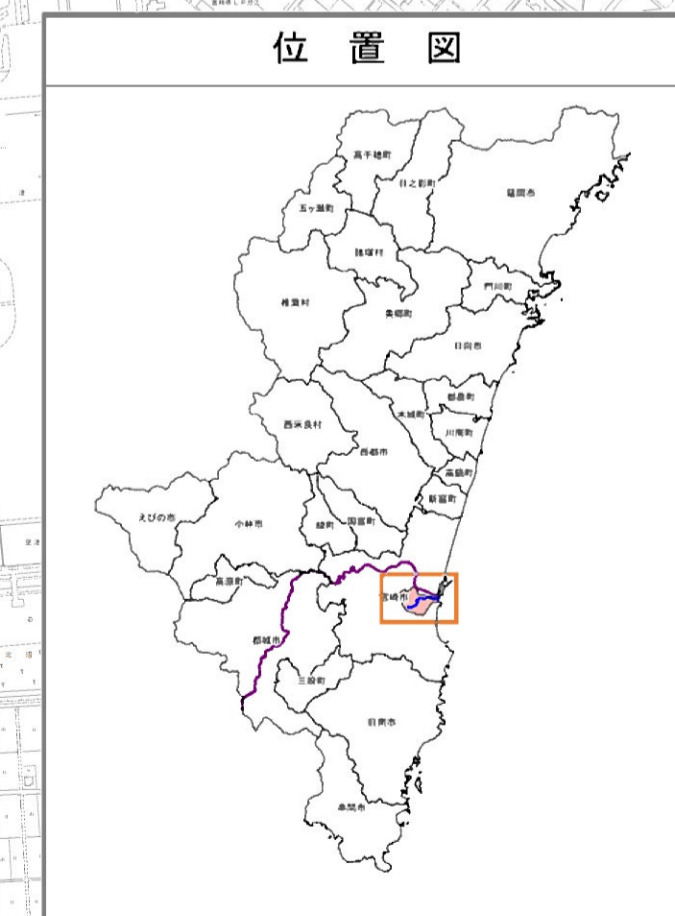 位置図
高千穂町
日之影町
延岡市
五ヶ瀬町
諸塚村
門川町
椎葉村
美郷町
日向市
都農町
木城町
西米良村
川南町
西都市
高鍋町
新富町
えびの市
小林市
綾町
国富町
高原町
宮崎市
都城市
三股町
日南市
串間市